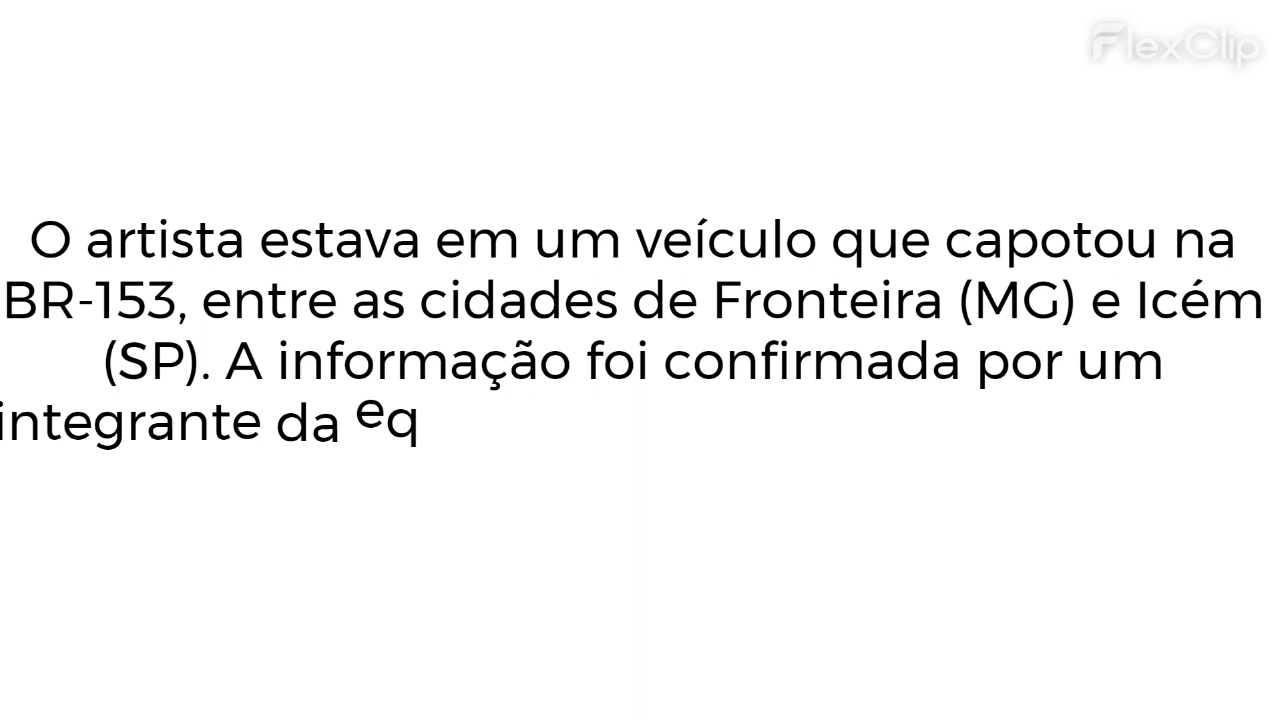 FlexClip
O artista estava em um veículo que capotou na
BR-153, entre as cidades de Fronteira (MG) e Icém
(SP). A informação foi confirmada por um
integrante da eq